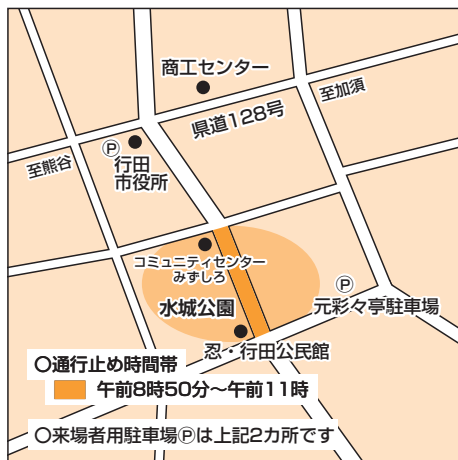 商工センター
県道128号
至加須
至熊谷
Ⓟ
行田
市役所
コミュニティセンター
みずしろ
水城公園
Ⓟ
元彩々亭駐車場
忍・行田公民館
〇通行止め時間帯
午前8時50分〜午前11時
〇来場者用駐車場Ⓟは上記2カ所です